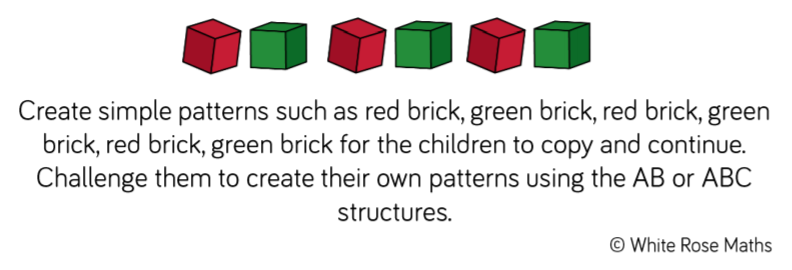 Create simple patterns such as red brick, green brick, red brick, green
brick, red brick, green brick for the children to copy and continue.
Challenge them to create their own patterns using the AB or ABC
structures.
© White Rose Maths